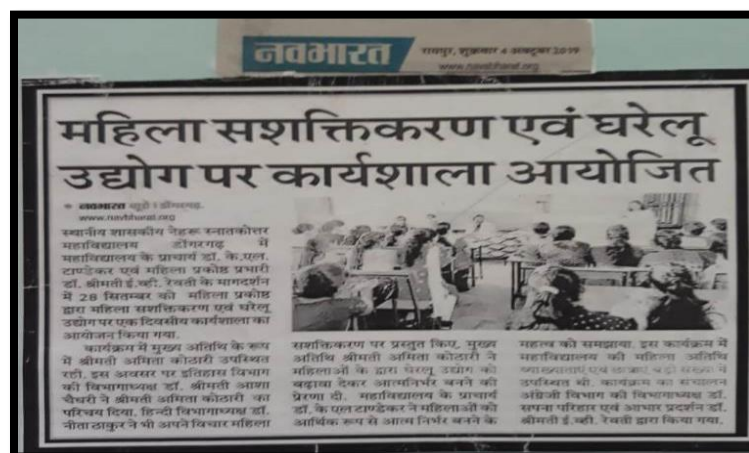 नवभारत
रायपुर, शुक्रवार 4 अक्टूबर 2019
www.navabharat.org
महिला सशक्तिकरण एवं घरेलू
उद्योग पर कार्यशाला आयोजित
नवभारत ब्यूरो । डोंगरगढ़.
www.navbharat.org
स्थानीय शासकीय नेहरू स्नातकोत्तर
महाविद्यालय डोंगरगढ़ में
महाविद्यालय के प्राचार्य डॉ. के.एल.
टाण्डेकर एवं महिला प्रकोष्ठ प्रभारी
डॉ. श्रीमती ई.व्ही. रेवती के मागदर्शन
में 28 सितम्बर को महिला प्रकोष्ठ
द्वारा महिला सशक्तिकरण एवं घरेलू
उद्योग पर एक दिवसीय कार्यशाला का
आयोजन किया गया.
कार्यक्रम में मुख्य अतिथि के रूप
में श्रीमती अमिता कोठारी उपस्थित
रही. इस अवसर पर इतिहास विभाग
की विभागाध्यक्ष डॉ. श्रीमती आशा
चैधरी ने श्रीमती अमिता कोठारी का
परिचय दिया. हिन्दी विभागाध्यक्ष डॉ.
नीता ठाकुर ने भी अपने विचार महिला
सशक्तिकरण पर प्रस्तुत किए. मुख्य
अतिथि श्रीमती अमिता कोठारी ने
महिलाओं के द्वारा घेरलू उद्योग को
बढ़ावा देकर आत्मनिर्भर बनने की
प्रेरणा दी. महाविद्यालय के प्राचार्य
डॉ. के एल टाण्डेकर ने महिलाओं को
आर्थिक रूप से आत्म निर्भर बनने के
महत्व को समझाया. इस कार्यक्रम में
महाविद्यालय की महिला अतिथि
व्याख्याताएं एवं छात्राएं बड़ी संख्या में
उपस्थित थी. कार्यक्रम का संचालन
अंग्रेजी विभाग की विभागाध्यक्ष डॉ.
सपना परिहार एवं आभार प्रदर्शन डॉ.
श्रीमती ई.व्ही. रेवती द्वारा किया गया.